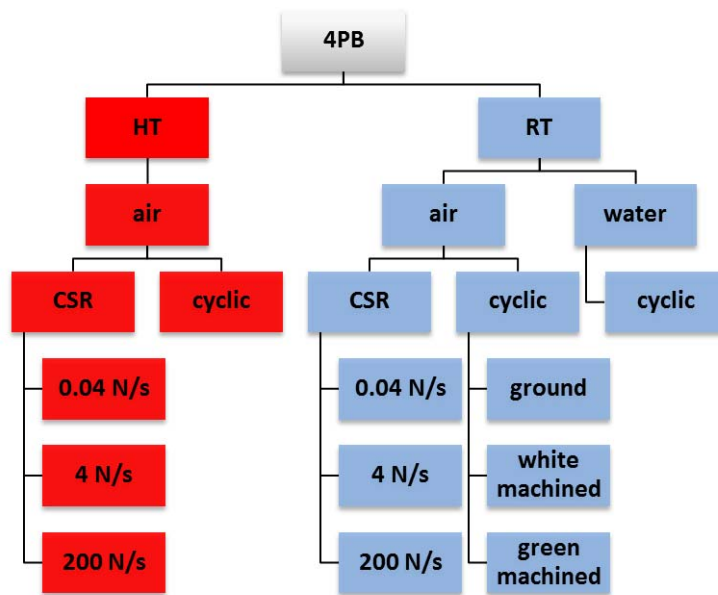 4PB
HT
RT
air
air
water
CSR
cyclic
CSR
cyclic
cyclic
0.04 N/s
0.04 N/s
ground
4 N/s
4 N/s
white
machined
200 N/s
200 N/s
green
machined